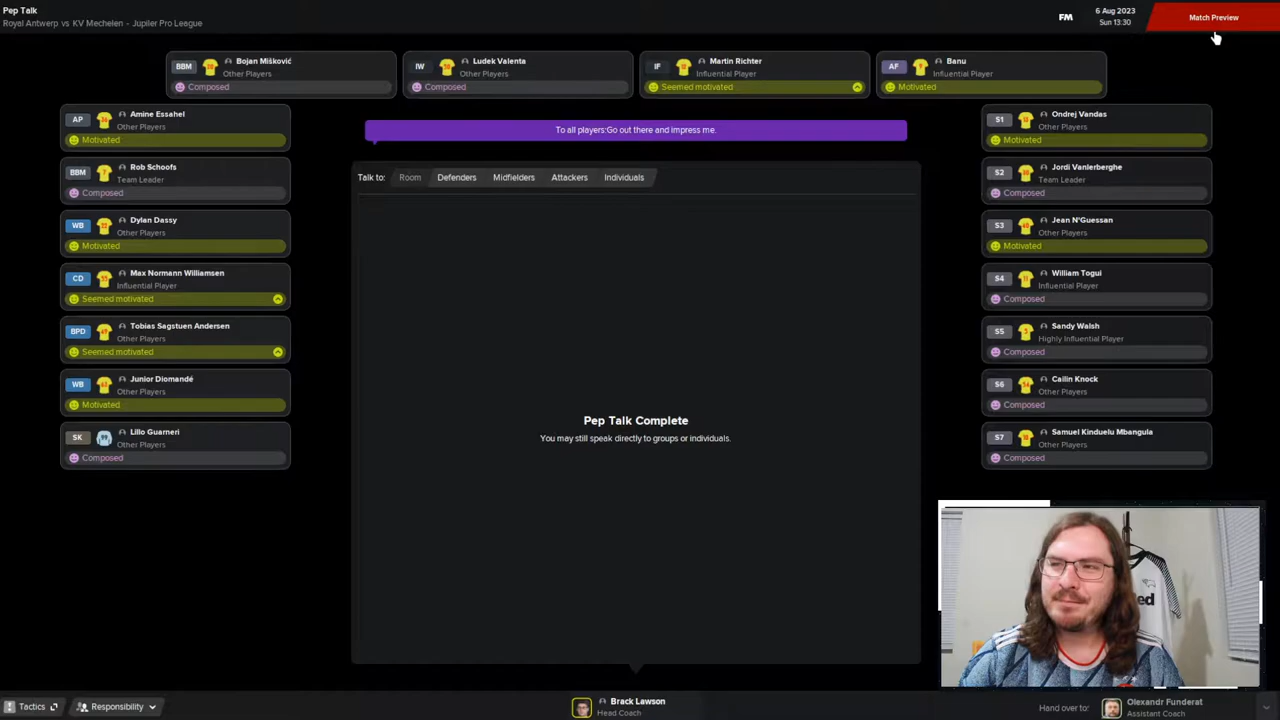 Pep Talk
Royal Antwerp vs KV Mechelen - Jupiler Pro League
FM
6 Aug 2023
Sun 13:30
Match Preview
BBM
Bojan Mišković
Other Players
Composed
IW
Ludek Valenta
Other Players
Composed
IF
Martin Richter
Influential Player
Seemed motivated
AF
Banu
Influential Player
Motivated
AP
Amine Essahel
Other Players
Motivated
BBM
Rob Schoofs
Team Leader
Composed
WB
Dylan Dassy
Other Players
Motivated
CD
Max Normann Williamsen
Influential Player
Seemed motivated
BPD
Tobias Sagstuen Andersen
Other Players
Seemed motivated
WB
Junior Diomandé
Other Players
Motivated
SK
Lillo Guarneri
Other Players
Composed
To all players:Go out there and impress me.
Talk to: Room Defenders Midfielders Attackers Individuals
Pep Talk Complete
You may still speak directly to groups or individuals.
S1
Ondrej Vandas
Other Players
Motivated
S2
Jordi Vanlerberghe
Team Leader
Composed
S3
Jean N'Guessan
Other Players
Motivated
S4
William Togui
Influential Player
Composed
S5
Sandy Walsh
Highly Influential Player
Composed
S6
Cailin Knock
Other Players
Composed
S7
Samuel Kinduelu Mbangula
Other Players
Composed
Tactics
Responsibility
Brack Lawson
Head Coach
Hand over to:
Olexandr Funderat
Assistant Coach